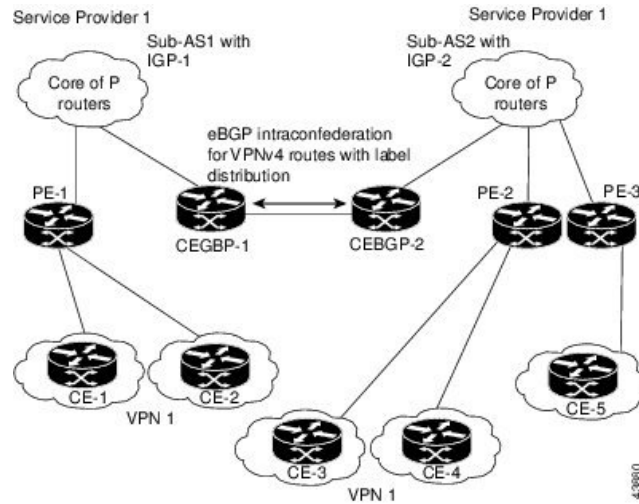 Service Provider 1
Service Provider 1
Sub-AS1 with
IGP-1
Sub-AS2 with
IGP-2
Core of P
routers
Core of P
routers
eBGP intraconfederation
for VPNv4 routes with label
distribution
PE-1
PE-2
PE-3
CEGBP-1
CEBGP-2
CE-1
CE-2
CE-5
VPN 1
CE-3
CE-4
VPN 1
43880